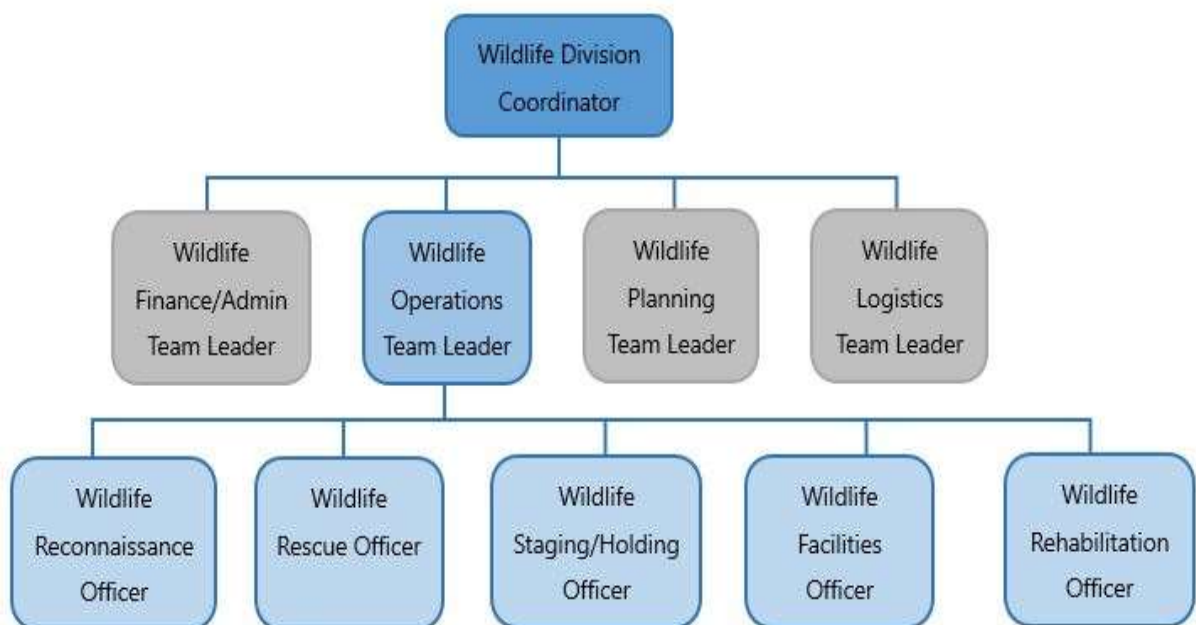 Wildlife Division
Coordinator
Wildlife
Finance/Admin
Team Leader
Wildlife
Operations
Team Leader
Wildlife
Planning
Team Leader
Wildlife
Logistics
Team Leader
Wildlife
Reconnaissance
Officer
Wildlife
Rescue Officer
Wildlife
Staging/Holding
Officer
Wildlife
Facilities
Officer
Wildlife
Rehabilitation
Officer